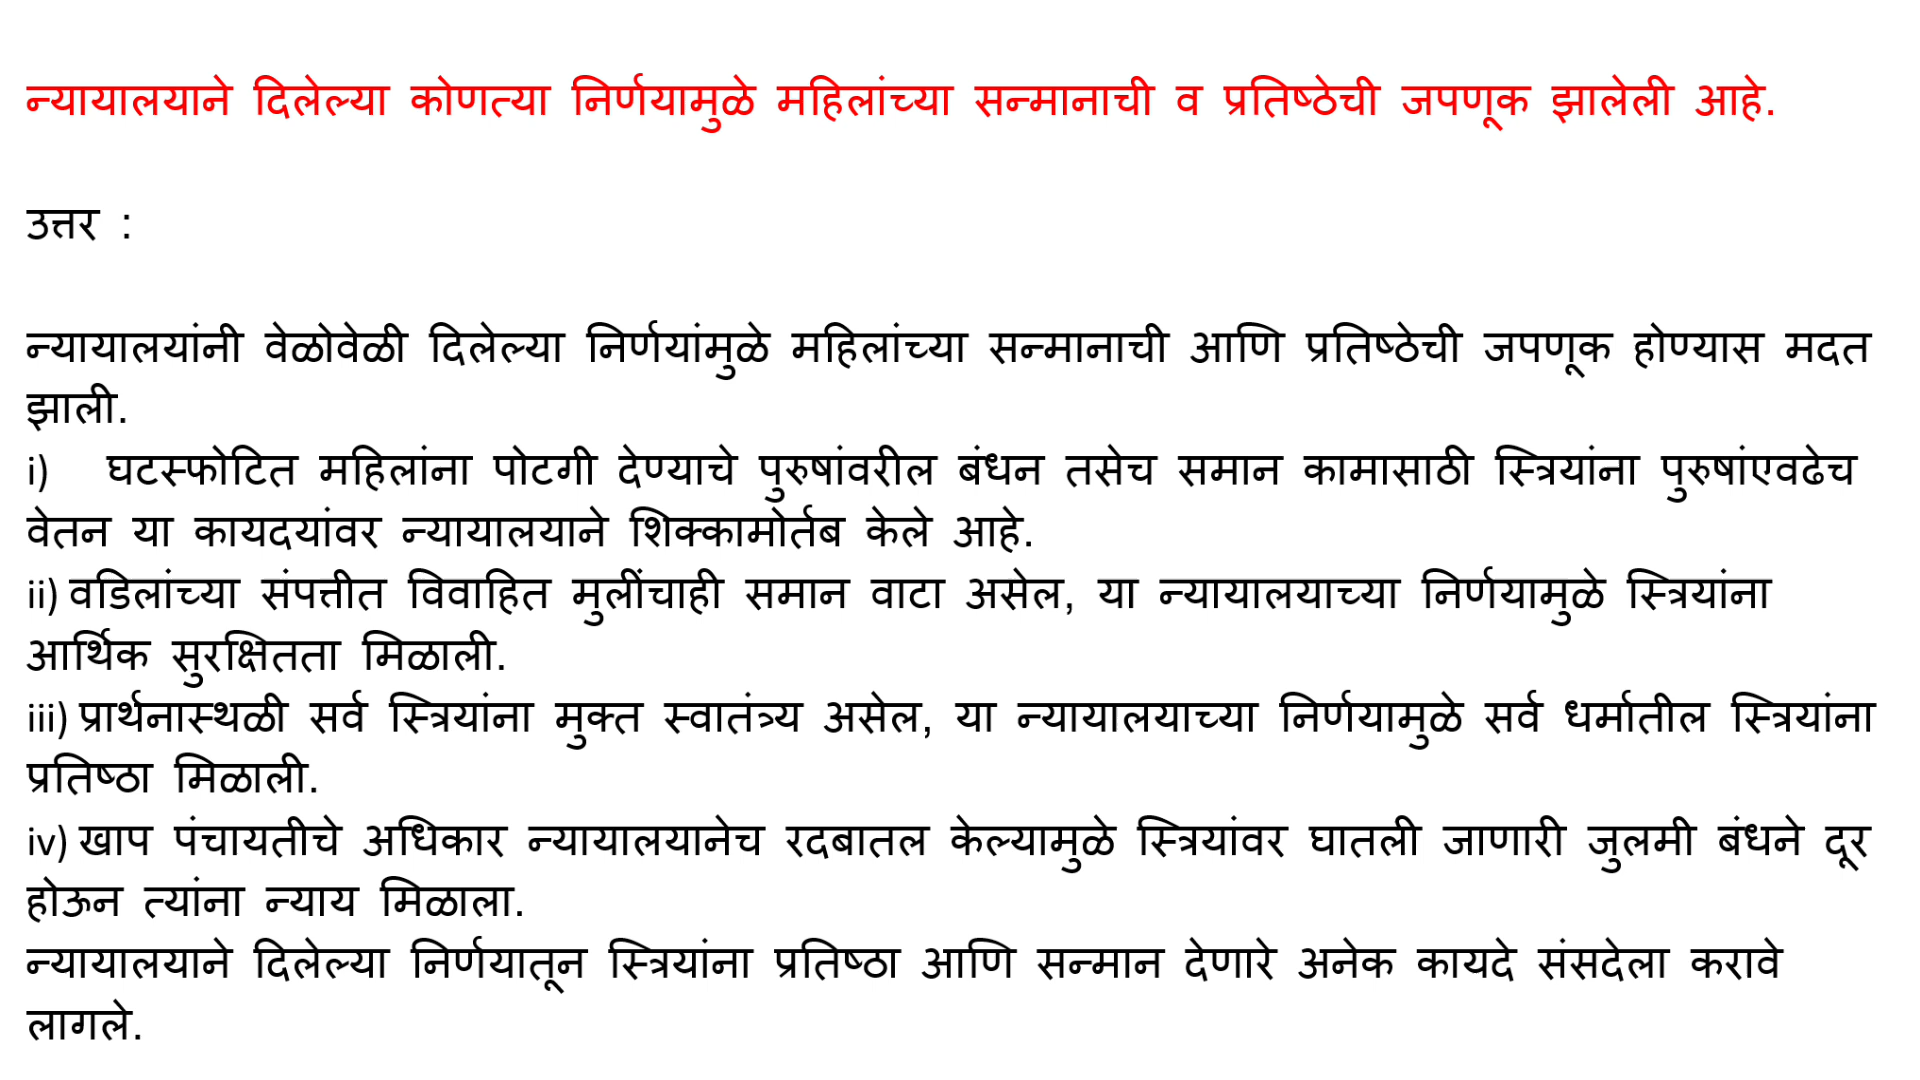 न्यायालयाने दिलेल्या कोणत्या निर्णयामुळे महिलांच्या सन्मानाची व प्रतिष्ठेची जपणूक झालेली आहे.
उत्तर :
न्यायालयांनी वेळोवेळी दिलेल्या निर्णयांमुळे महिलांच्या सन्मानाची आणि प्रतिष्ठेची जपणूक होण्यास मदत
झाली.
i) घटस्फोटित महिलांना पोटगी देण्याचे पुरुषांवरील बंधन तसेच समान कामासाठी स्त्रियांना पुरुषांएवढेच
वेतन या कायदयांवर न्यायालयाने शिक्कामोर्तब केले आहे.
ii) वडिलांच्या संपत्तीत विवाहित मुलींचाही समान वाटा असेल, या न्यायालयाच्या निर्णयामुळे स्त्रियांना
आर्थिक सुरक्षितता मिळाली.
iii) प्रार्थनास्थळी सर्व स्त्रियांना मुक्त स्वातंत्र्य असेल, या न्यायालयाच्या निर्णयामुळे सर्व धर्मातील स्त्रियांना
प्रतिष्ठा मिळाली.
iv) खाप पंचायतीचे अधिकार न्यायालयानेच रदबातल केल्यामुळे स्त्रियांवर घातली जाणारी जुलमी बंधने दूर
होऊन त्यांना न्याय मिळाला.
न्यायालयाने दिलेल्या निर्णयातून स्त्रियांना प्रतिष्ठा आणि सन्मान देणारे अनेक कायदे संसदेला करावे
लागले.